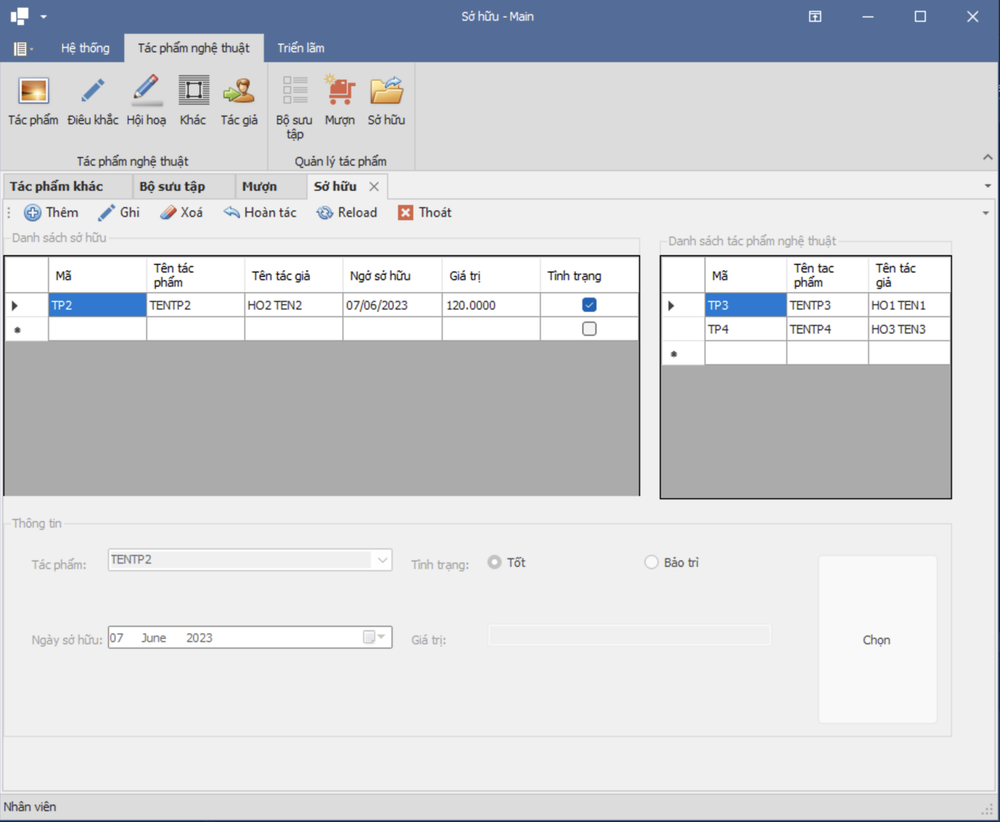 Sở hữu - Main
Hệ thống
Tác phẩm nghệ thuật
Triển lãm
Tác phẩm
Điêu khắc
Hội hoạ
Khác
Tác giả
Bộ sưu
tập
Mượn
Sở hữu
Tác phẩm nghệ thuật
Quản lý tác phẩm
Tác phẩm khác
Bộ sưu tập
Mượn
Sở hữu
Thêm
Ghi
Xoá
Hoàn tác
Reload
Thoát
Danh sách sở hữu
Mã
Tên tác
phẩm
Tên tác giả
Ngớ sở hữu
Giá trị
Tình trạng
TP2
TENTP2
HO2 TEN2
07/06/2023
120.0000
Danh sách tác phẩm nghệ thuật
Mã
Tên tac
phẩm
Tên tác
giả
TP3
TENTP3
HO1 TEN1
TP4
TENTP4
HO3 TEN3
Thông tin
Tác phẩm:
TENTP2
Tình trạng:
Tốt
Bảo trì
Ngày sở hữu:
07 June 2023
Giá trị:
Chọn
Nhân viên